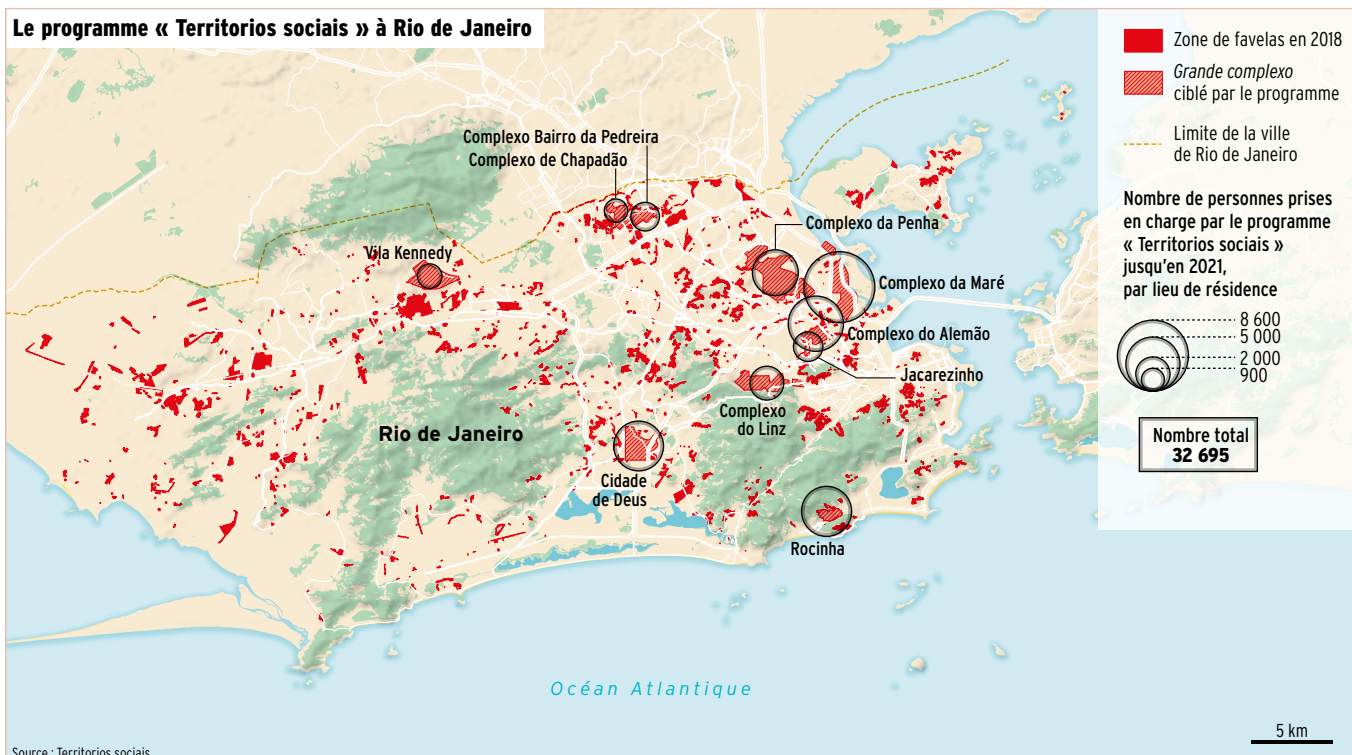 Le programme « Territorios sociais » à Rio de Janeiro
Zone de favelas en 2018
Grande complexo
ciblé par le programme
Limite de la ville
de Rio de Janeiro
Nombre de personnes prises
en charge par le programme
« Territorios sociais »
jusqu'en 2021,
par lieu de résidence
8 600
5 000
2 000
900
Nombre total
32 695
Complexo Bairro da Pedreira
Complexo de Chapadão
Complexo da Penha
Vila Kennedy
Complexo da Maré
Complexo do Alemão
Jacarezinho
Complexo
do Linz
Rio de Janeiro
Cidade
de Deus
Rocinha
Océan Atlantique
5 km
Source : Territorios sociais